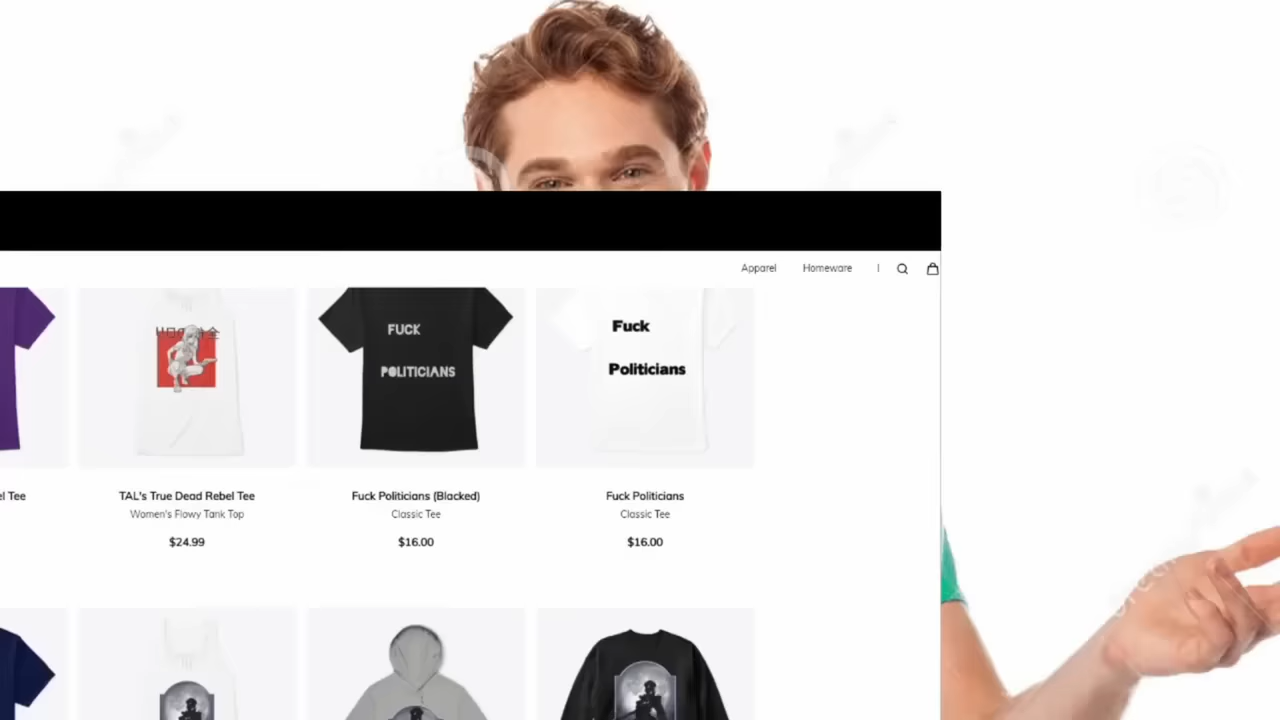 Apparel Homeware |
FUCK
POLITICIANS
Fuck
Politicians
el Tee
TAL's True Dead Rebel Tee
Women's Flowy Tank Top
$24.99
Fuck Politicians (Blacked)
Classic Tee
$16.00
Fuck Politicians
Classic Tee
$16.00